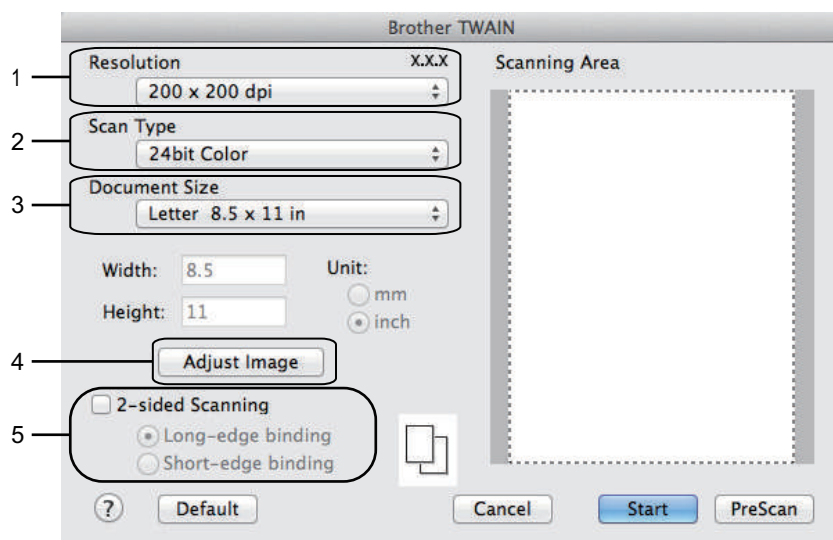 Brother TWAIN
1
Resolution X.X.X
200 x 200 dpi
2
Scan Type
24bit Color
3
Document Size
Letter 8.5 x 11 in
Width: 8.5
Height: 11
Unit:
mm
inch
4
Adjust Image
5
2-sided Scanning
Long-edge binding
Short-edge binding
Scanning Area
? Default Cancel Start PreScan